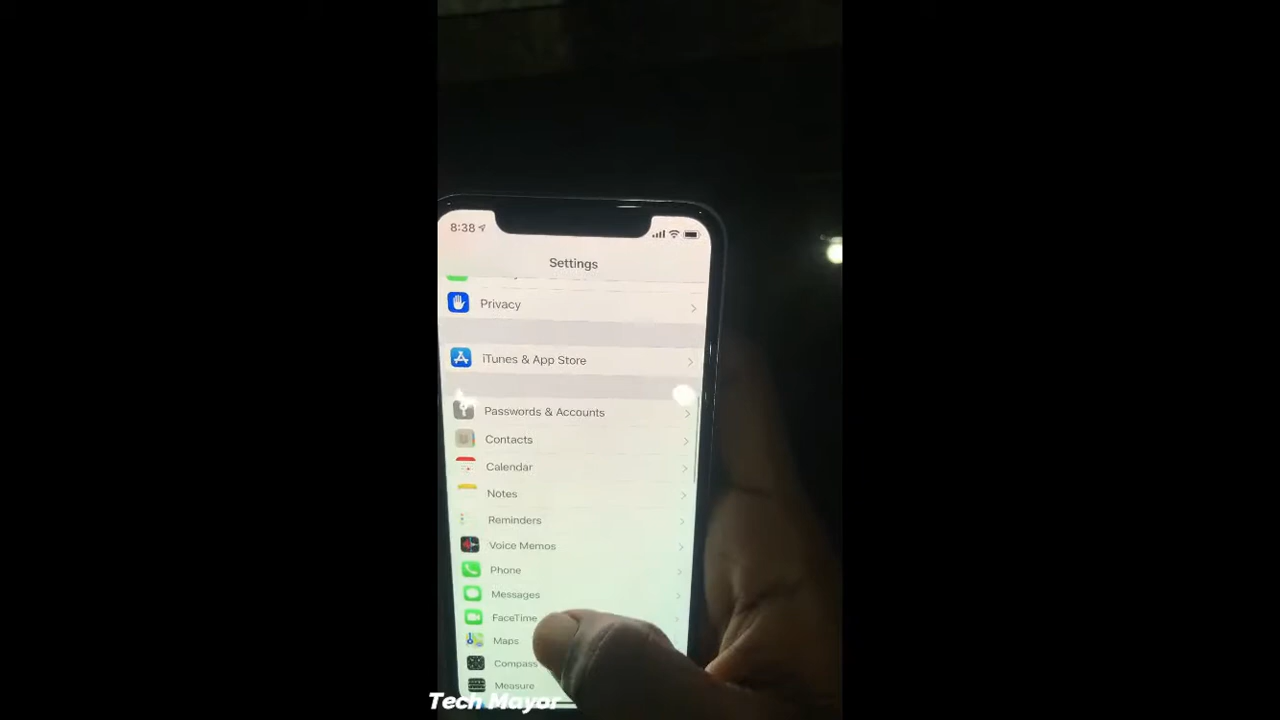 8:38
Settings
Privacy
iTunes & App Store
Passwords & Accounts
Contacts
Calendar
Notes
Reminders
Voice Memos
Phone
Messages
FaceTime
Maps
Compass
Measure
Tech Mayor